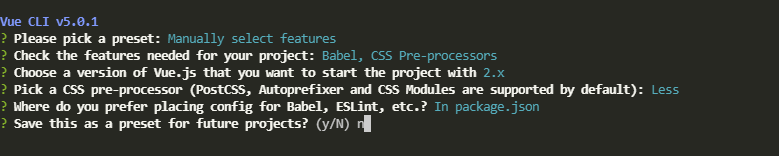 Vue CLI v5.0.1
? Please pick a preset: Manually select features
? Check the features needed for your project: Babel, CSS Pre-processors
? Choose a version of Vue.js that you want to start the project with 2.x
? Pick a CSS pre-processor (PostCSS, Autoprefixer and CSS Modules are supported by default): Less
? Where do you prefer placing config for Babel, ESLint, etc.? In package.json
? Save this as a preset for future projects? (y/N) n